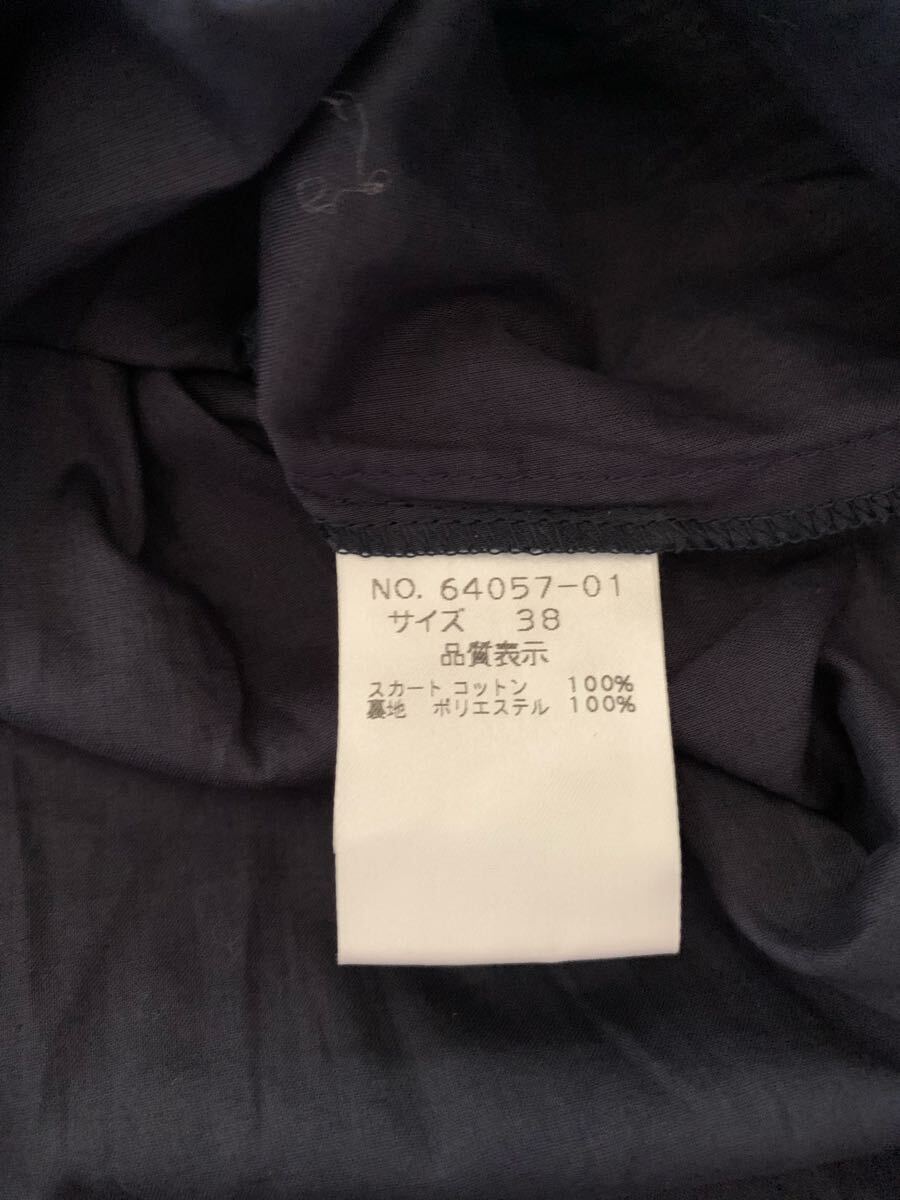 NO. 64057-01
サイズ 38
品質表示
スカート コットン 100%
裏地 ポリエステル 100%